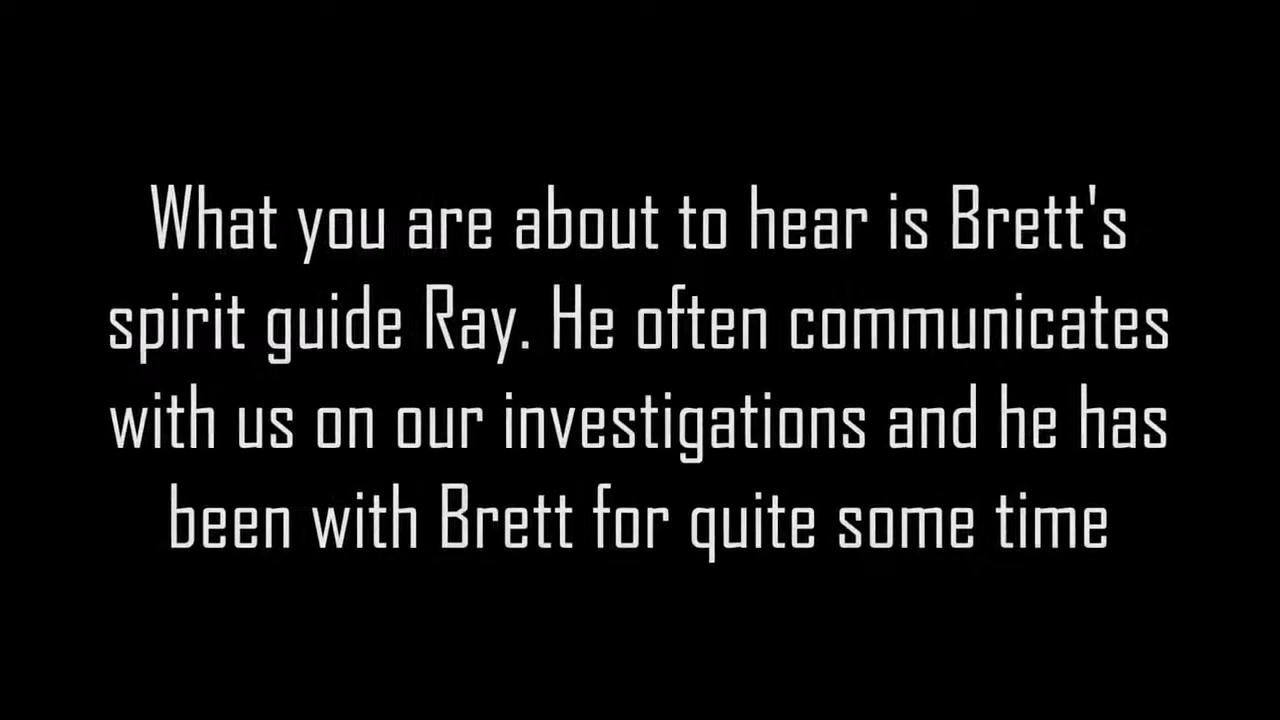 What you are about to hear is Brett's
spirit guide Ray. He often communicates
with us on our investigations and he has
been with Brett for quite some time